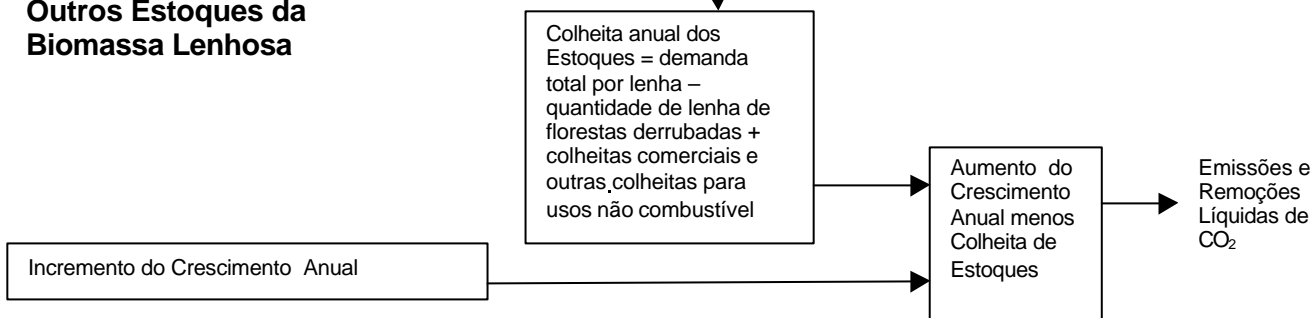 Outros Estoques da
Biomassa Lenhosa
Colheita anual dos
Estoques = demanda
total por lenha –
quantidade de lenha de
florestas derrubadas +
colheitas comerciais e
outras.colheitas para
usos não combustível
Incremento do Crescimento Anual
Aumento do
Crescimento
Anual menos
Colheita de
Estoques
Emissões e
Remoções
Líquidas de
CO₂